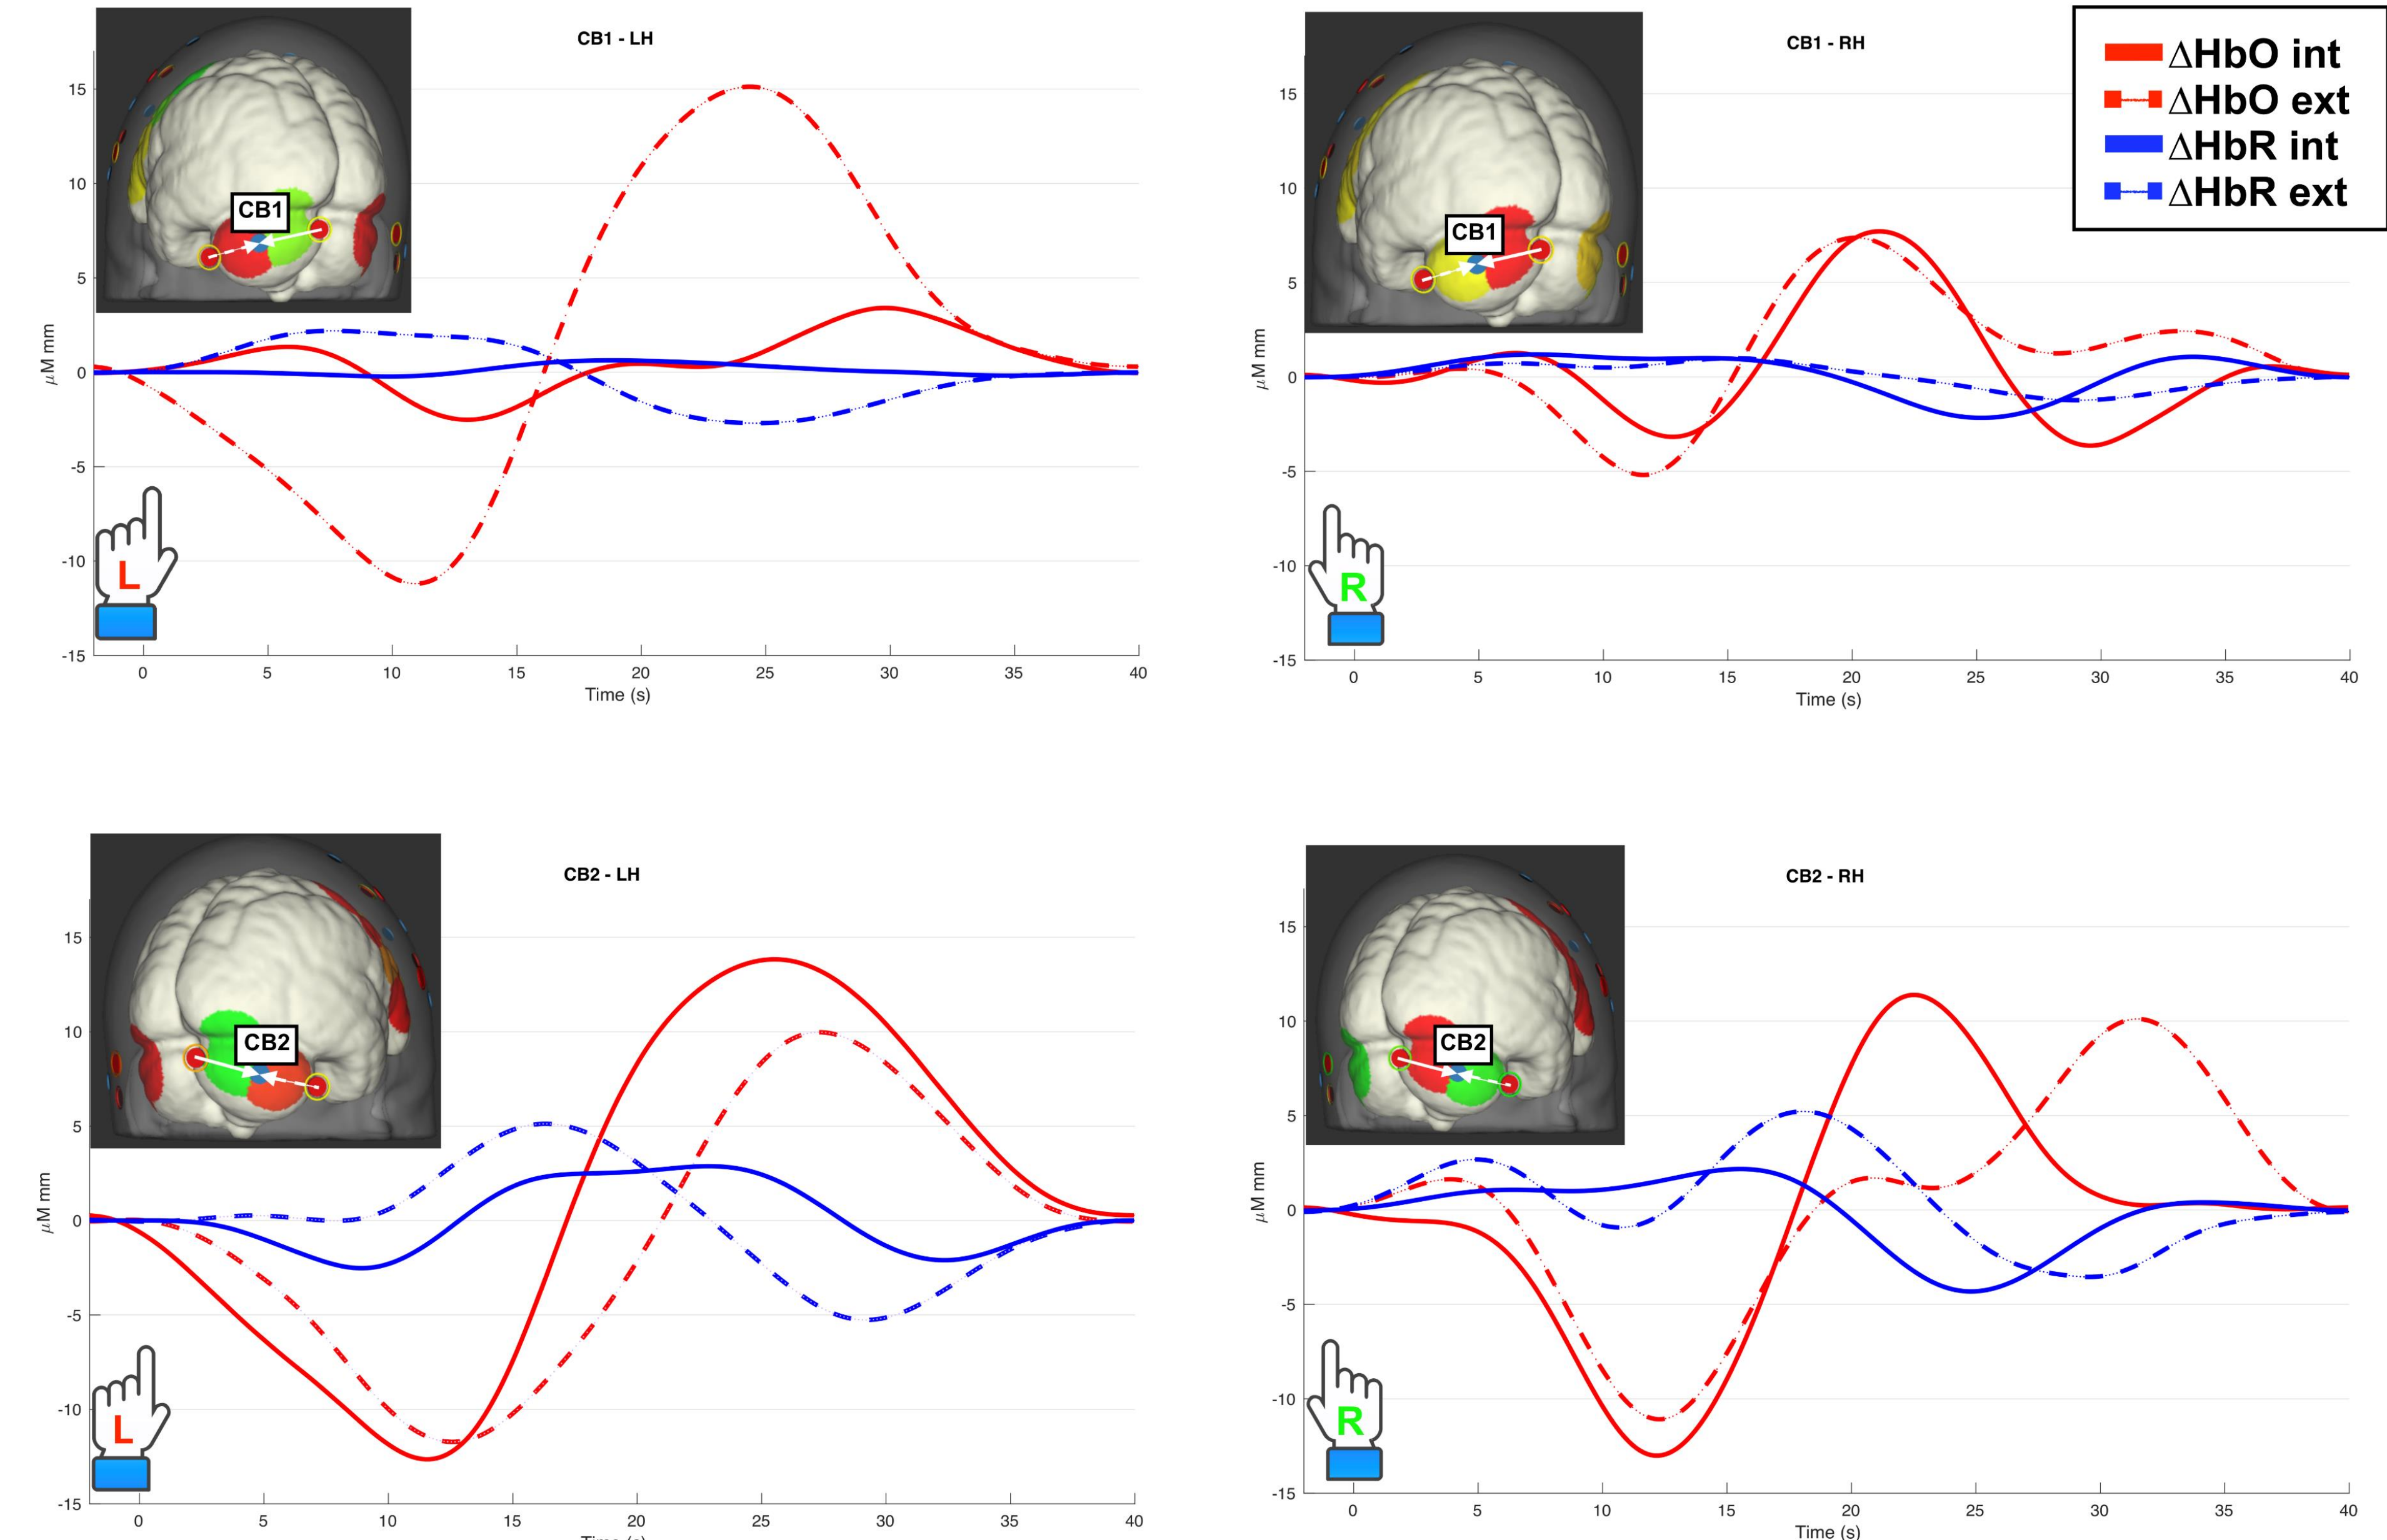 CB1 - LH
15
10
5
0
-5
-10
-15
μM mm
CB1
L
0 5 10 15 20 25 30 35 40
Time (s)
CB1 - RH
15
10
5
0
-5
-10
-15
μM mm
CB1
R
0 5 10 15 20 25 30 35 40
Time (s)
ΔHbO int
ΔHbO ext
ΔHbR int
ΔHbR ext
CB2 - LH
15
10
5
0
-5
-10
-15
μM mm
CB2
L
0 5 10 15 20 25 30 35 40
Time (s)
CB2 - RH
15
10
5
0
-5
-10
-15
μM mm
CB2
R
0 5 10 15 20 25 30 35 40
Time (s)